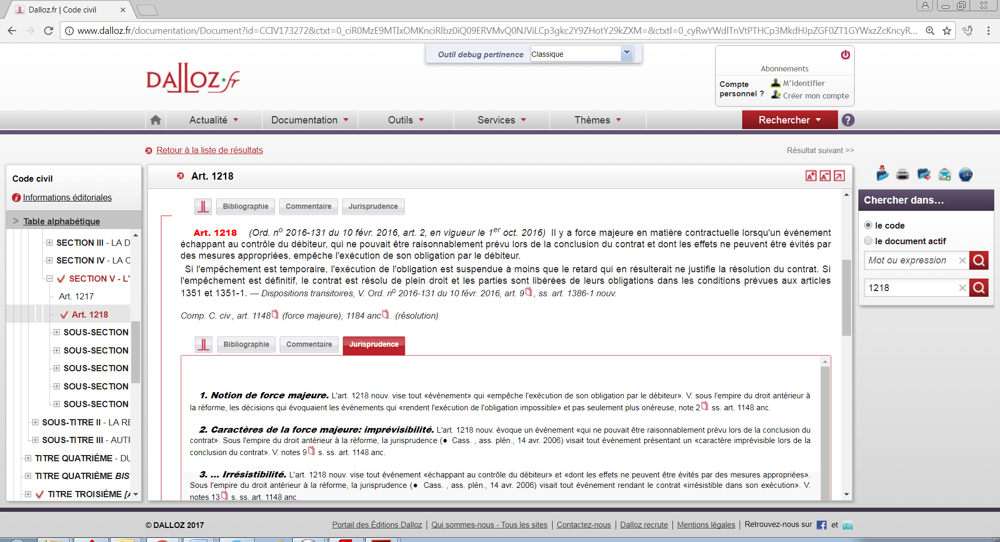 Dalloz.fr | Code civil
www.dalloz.fr/documentation/Document?id=CCIV173272&ctxt=0_ciR0MzE9MTIxOMKnciRlbz0iQ09ERVMvQ0NJViLCp3gkc2Y9ZHotY29kZXM=&ctxtl=0_cyRwYWdlTnVtPTHCp3MkdHJpZGF0ZT1GYWxzZcKncyR...
Outil debug pertinence Classique
DALLOZ.fr
Abonnements
Compte personnel ?
M'identifier
Créer mon compte
Actualité Documentation Outils Services Thèmes Rechercher ?
Retour à la liste de résultats
Résultat suivant >>
Code civil
Informations éditoriales
> Table alphabétique
SECTION III - LA D
SECTION IV - LA C
SECTION V - L'
Art. 1217
Art. 1218
SOUS-SECTION
SOUS-SECTION
SOUS-SECTION
SOUS-SECTION
SOUS-SECTION
SOUS-TITRE II - LA RE
SOUS-TITRE III - AUTF
TITRE QUATRIÈME - DU
TITRE QUATRIÈME BIS
TITRE TROISIÈME [A
Art. 1218
A+ A-
Bibliographie Commentaire Jurisprudence
Art. 1218 (Ord. nº 2016-131 du 10 févr. 2016, art. 2, en vigueur le 1er oct. 2016) Il y a force majeure en matière contractuelle lorsqu'un événement
échappant au contrôle du débiteur, qui ne pouvait être raisonnablement prévu lors de la conclusion du contrat et dont les effets ne peuvent être évités par
des mesures appropriées, empêche l'exécution de son obligation par le débiteur.
Si l'empêchement est temporaire, l'exécution de l'obligation est suspendue à moins que le retard qui en résulterait ne justifie la résolution du contrat. Si
l'empêchement est définitif, le contrat est résolu de plein droit et les parties sont libérées de leurs obligations dans les conditions prévues aux articles
1351 et 1351-1. — Dispositions transitoires, V. Ord. nº 2016-131 du 10 févr. 2016, art. 9, ss. art. 1386-1 nouv.
Comp. C. civ., art. 1148 (force majeure), 1184 anc. (résolution)
Bibliographie Commentaire Jurisprudence
1. Notion de force majeure. L'art. 1218 nouv. vise tout «événement» qui «empêche l'exécution de son obligation par le débiteur». V. sous l'empire du droit antérieur à
la réforme, les décisions qui évoquaient les événements qui «rendent l'exécution de l'obligation impossible» et pas seulement plus onéreuse, note 2 ss. art. 1148 anc.
2. Caractères de la force majeure: imprévisibilité. L'art. 1218 nouv. évoque un événement «qui ne pouvait être raisonnablement prévu lors de la conclusion du
contrat». Sous l'empire du droit antérieur à la réforme, la jurisprudence (● Cass. , ass. plén., 14 avr. 2006) visait tout événement présentant un «caractère imprévisible lors de la
conclusion du contrat». V. notes 9 s. ss. art. 1148 anc.
3. ... Irrésistibilité. L'art. 1218 nouv. vise tout événement «échappant au contrôle du débiteur» et «dont les effets ne peuvent être évités par des mesures appropriées».
Sous l'empire du droit antérieur à la réforme, la jurisprudence (● Cass. , ass. plén., 14 avr. 2006) visait tout événement rendant le contrat «irrésistible dans son exécution». V.
notes 13 s. ss. art. 1148 anc.
URL
Chercher dans...
le code
le document actif
Mot ou expression
1218
© DALLOZ 2017
Portail des Éditions Dalloz | Qui sommes-nous - Tous les sites | Contactez-nous | Dalloz recrute | Mentions légales | Retrouvez-nous sur f et t